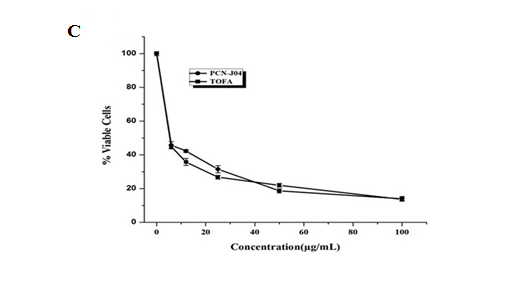 C
100
80
60
40
20
0
% Viable Cells
PCN-J04
TOFA
0 20 40 60 80 100
Concentration(µg/mL)